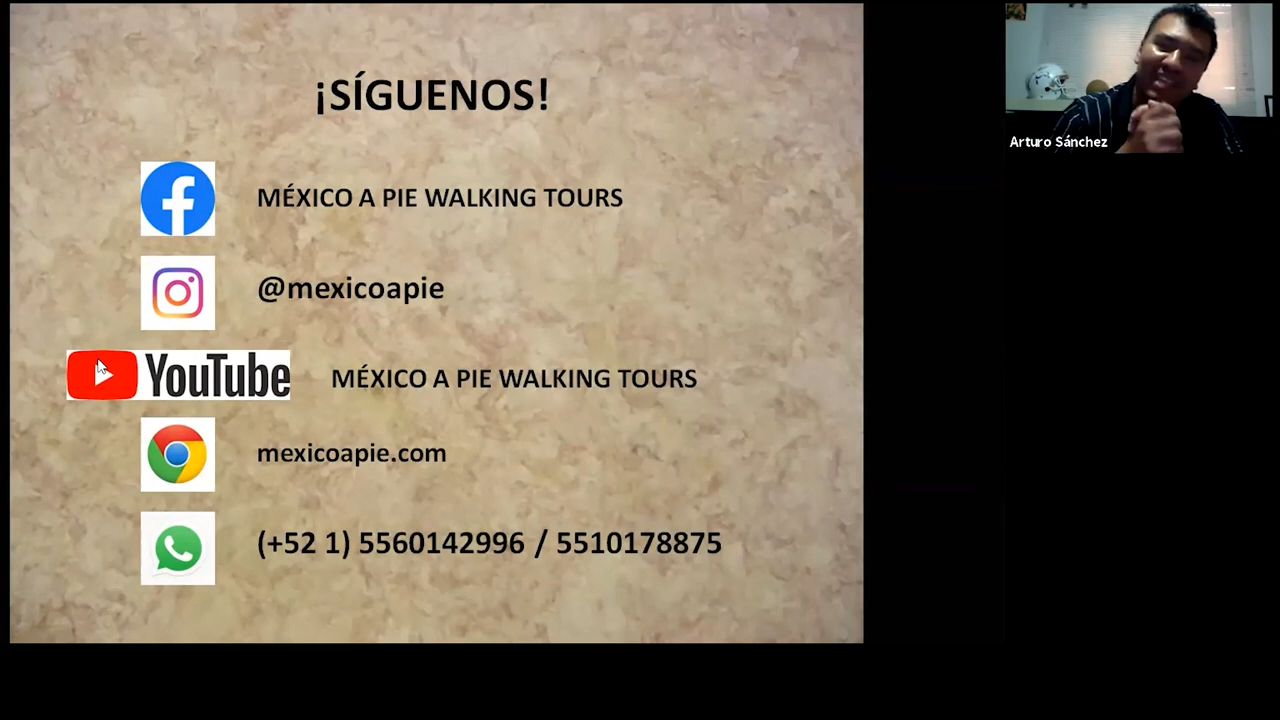 ¡SÍGUENOS!
MÉXICO A PIE WALKING TOURS
@mexicoapie
YouTube
MÉXICO A PIE WALKING TOURS
mexicoapie.com
(+52 1) 5560142996 / 5510178875
Arturo Sánchez